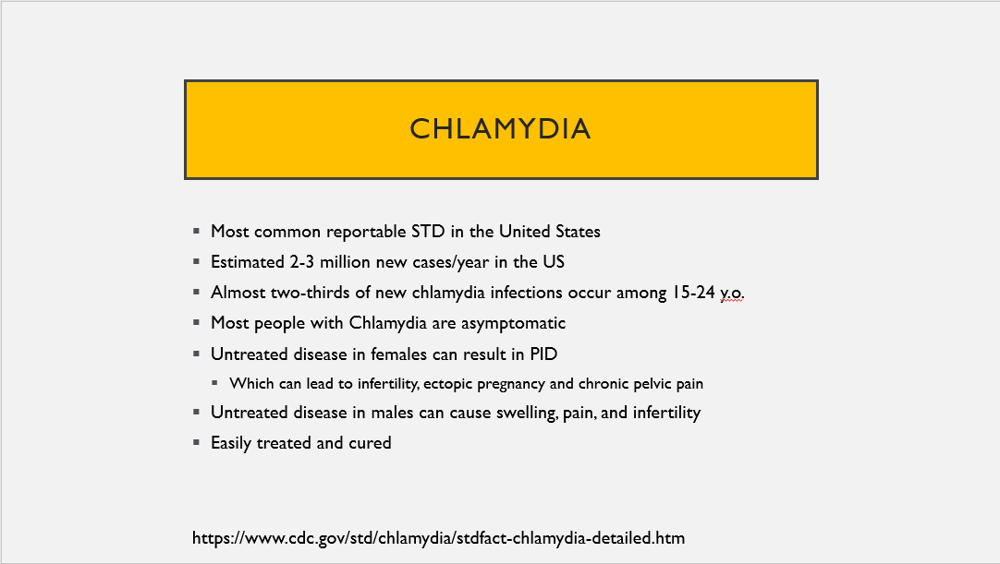 CHLAMYDIA
▪ Most common reportable STD in the United States
▪ Estimated 2-3 million new cases/year in the US
▪ Almost two-thirds of new chlamydia infections occur among 15-24 y.o.
▪ Most people with Chlamydia are asymptomatic
▪ Untreated disease in females can result in PID
▪ Which can lead to infertility, ectopic pregnancy and chronic pelvic pain
▪ Untreated disease in males can cause swelling, pain, and infertility
▪ Easily treated and cured
https://www.cdc.gov/std/chlamydia/stdfact-chlamydia-detailed.htm